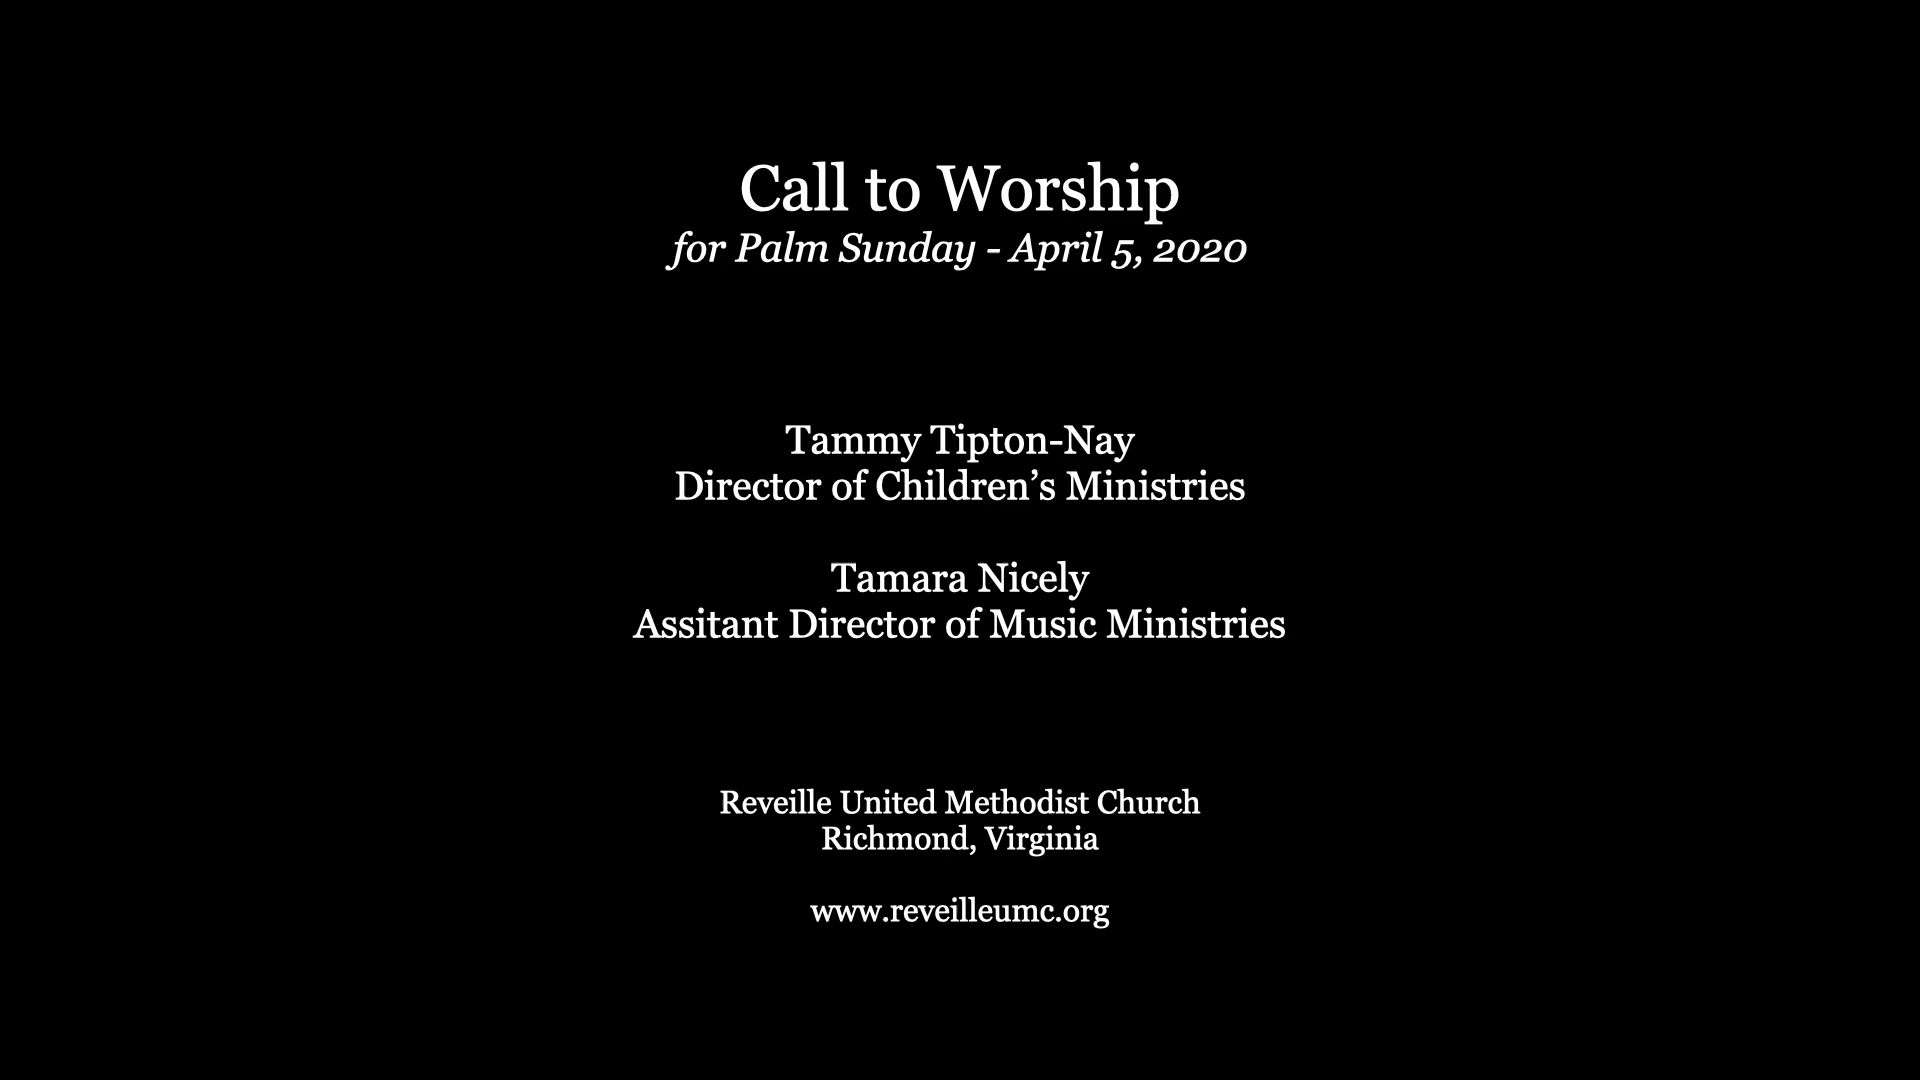 Call to Worship
for Palm Sunday - April 5, 2020
Tammy Tipton-Nay
Director of Children’s Ministries
Tamara Nicely
Assitant Director of Music Ministries
Reveille United Methodist Church
Richmond, Virginia
www.reveilleumc.org